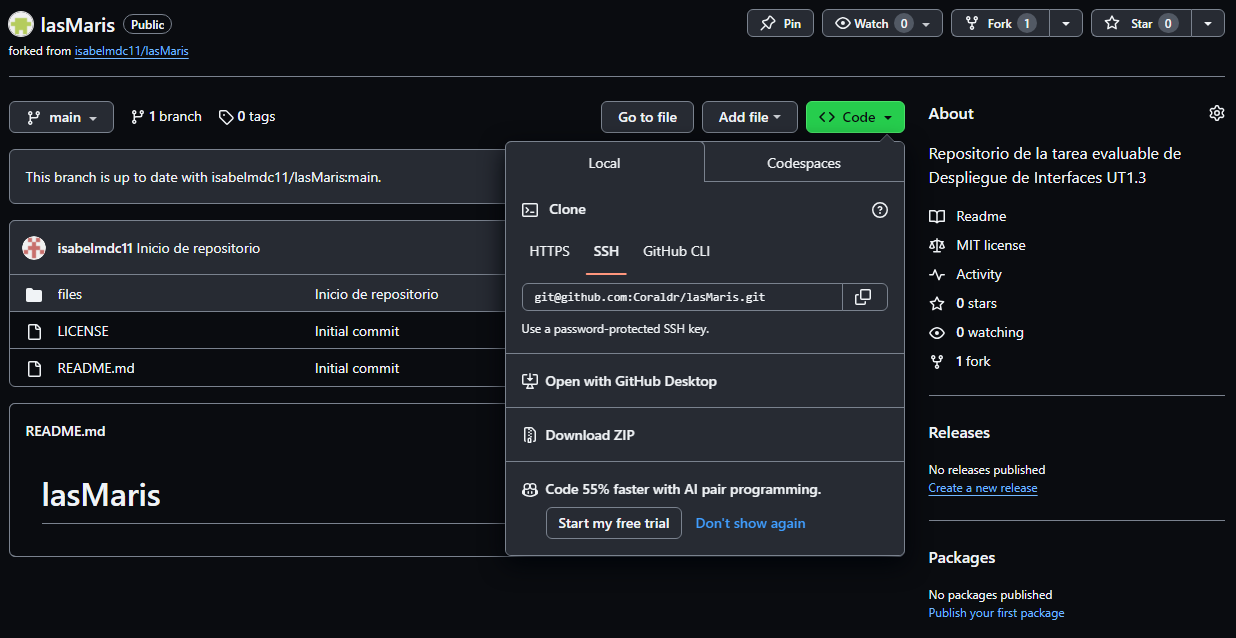 lasMaris Public
forked from isabelmdc11/lasMaris
Pin
Watch 0
Fork 1
Star 0
main
1 branch
0 tags
Go to file
Add file
<> Code
This branch is up to date with isabelmdc11/lasMaris:main.
isabelmdc11 Inicio de repositorio
files Inicio de repositorio
LICENSE Initial commit
README.md Initial commit
README.md
lasMaris
Local
Codespaces
Clone
HTTPS SSH GitHub CLI
git@github.com:Coraldr/lasMaris.git
Use a password-protected SSH key.
Open with GitHub Desktop
Download ZIP
Code 55% faster with AI pair programming.
Start my free trial
Don't show again
About
Repositorio de la tarea evaluable de
Despliegue de Interfaces UT1.3
Readme
MIT license
Activity
0 stars
0 watching
1 fork
Releases
No releases published
Create a new release
Packages
No packages published
Publish your first package